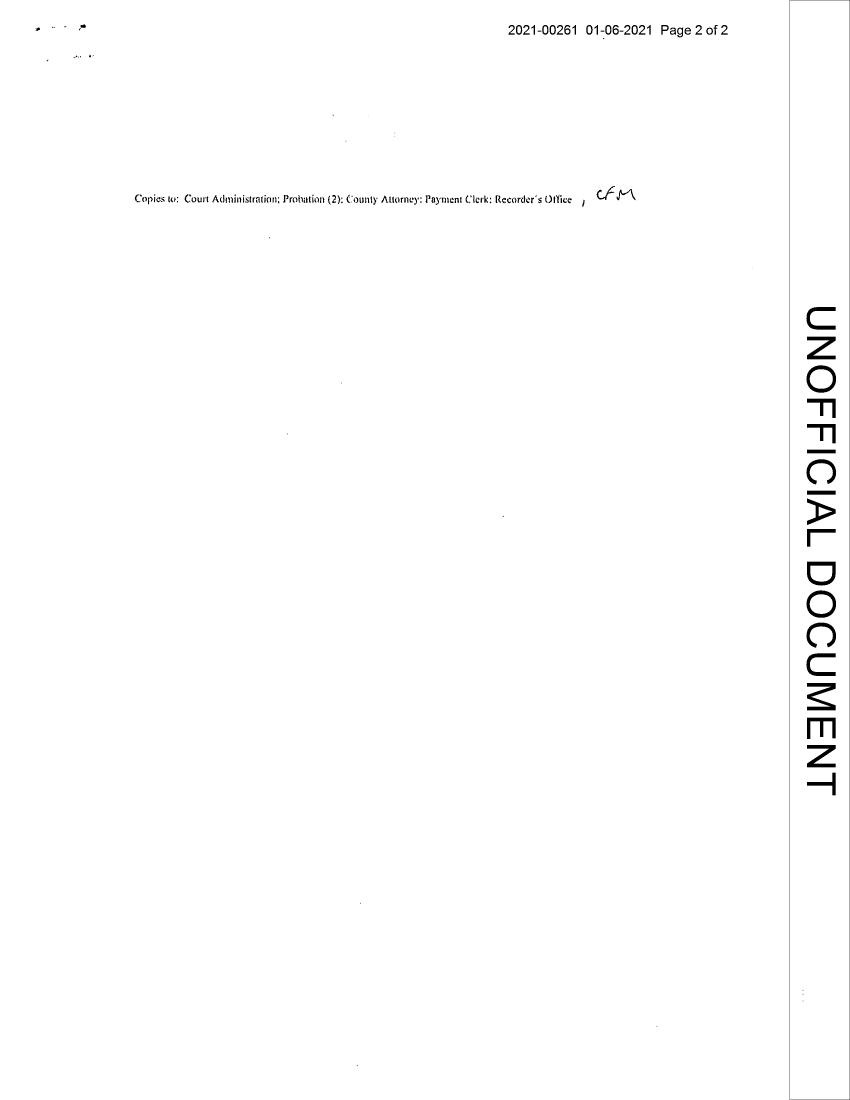 2021-00261 01-06-2021 Page 2 of 2
Copies to: Court Administration; Probation (2); County Attorney; Payment Clerk; Recorder's Office , CFM
UNOFFICIAL DOCUMENT